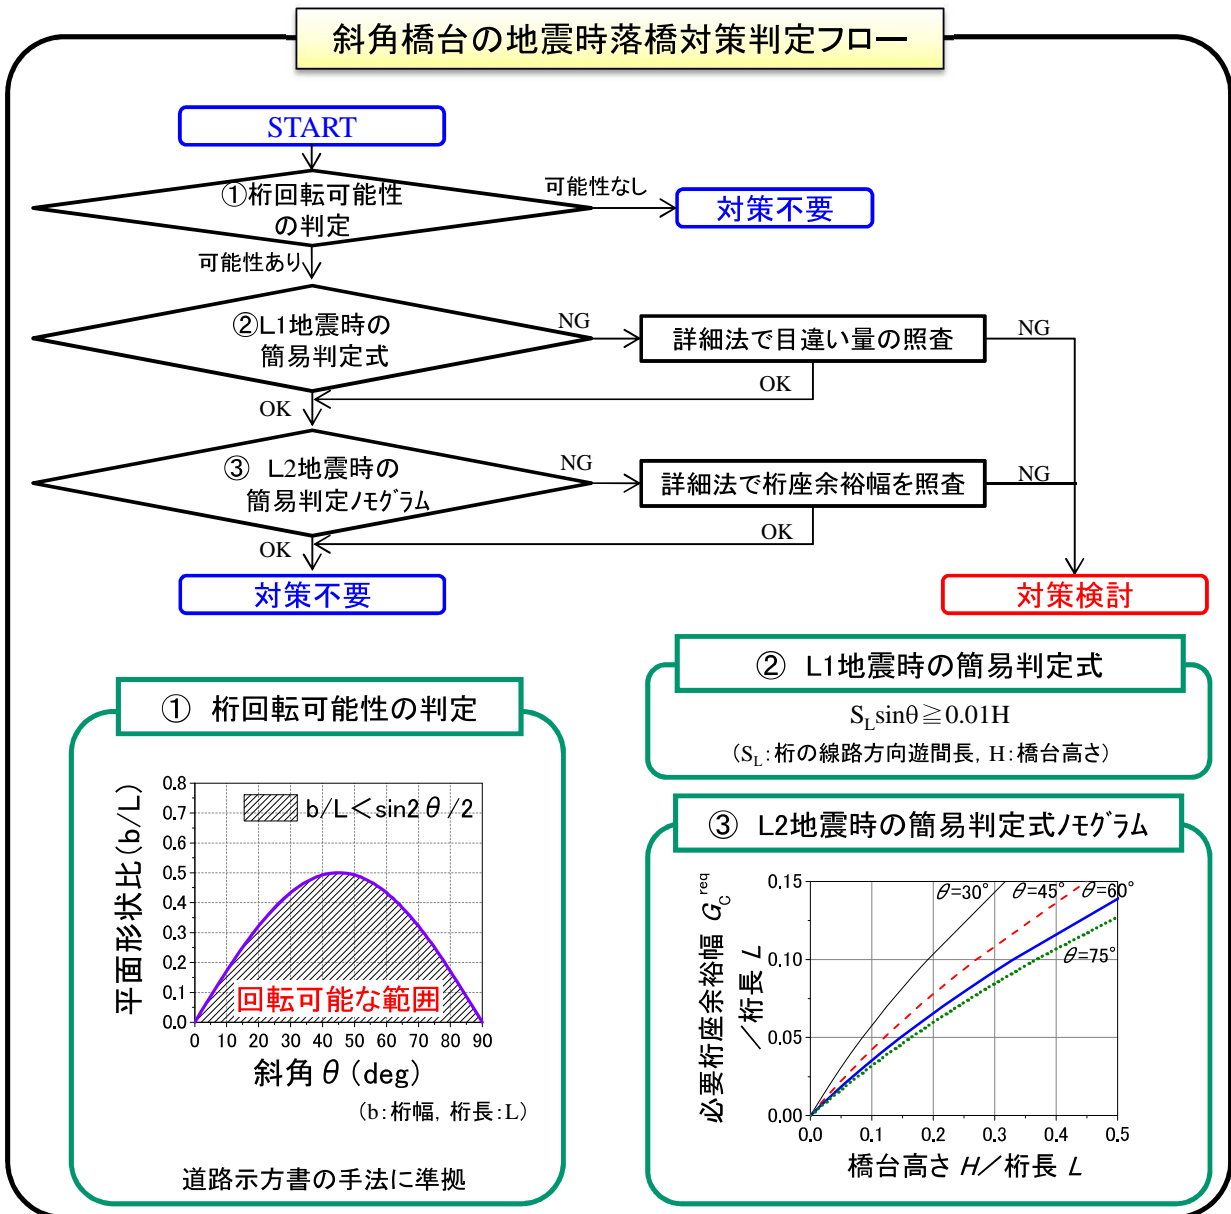 斜角橋台の地震時落橋対策判定フロー
START
①桁回転可能性
の判定
可能性なし
対策不要
可能性あり
②L1地震時の
簡易判定式
NG
詳細法で目違い量の照査
NG
OK
OK
③ L2地震時の
簡易判定ノモグラム
NG
詳細法で桁座余裕幅を照査
NG
OK
OK
対策不要
対策検討
① 桁回転可能性の判定
平面形状比(b/L)
0.8
0.7
0.6
0.5
0.4
0.3
0.2
0.1
0.0
b/L<sin2θ/2
回転可能な範囲
0 10 20 30 40 50 60 70 80 90
斜角θ(deg)
(b:桁幅, 桁長:L)
道路示方書の手法に準拠
② L1地震時の簡易判定式
SLsinθ≧0.01H
(SL:桁の線路方向遊間長, H:橋台高さ)
③ L2地震時の簡易判定式ノモグラム
必要桁座余裕幅 GCreq
/桁長 L
0.15
0.10
0.05
0.00
θ=30° θ=45° θ=60°
θ=75°
0.0 0.1 0.2 0.3 0.4 0.5
橋台高さ H/桁長 L